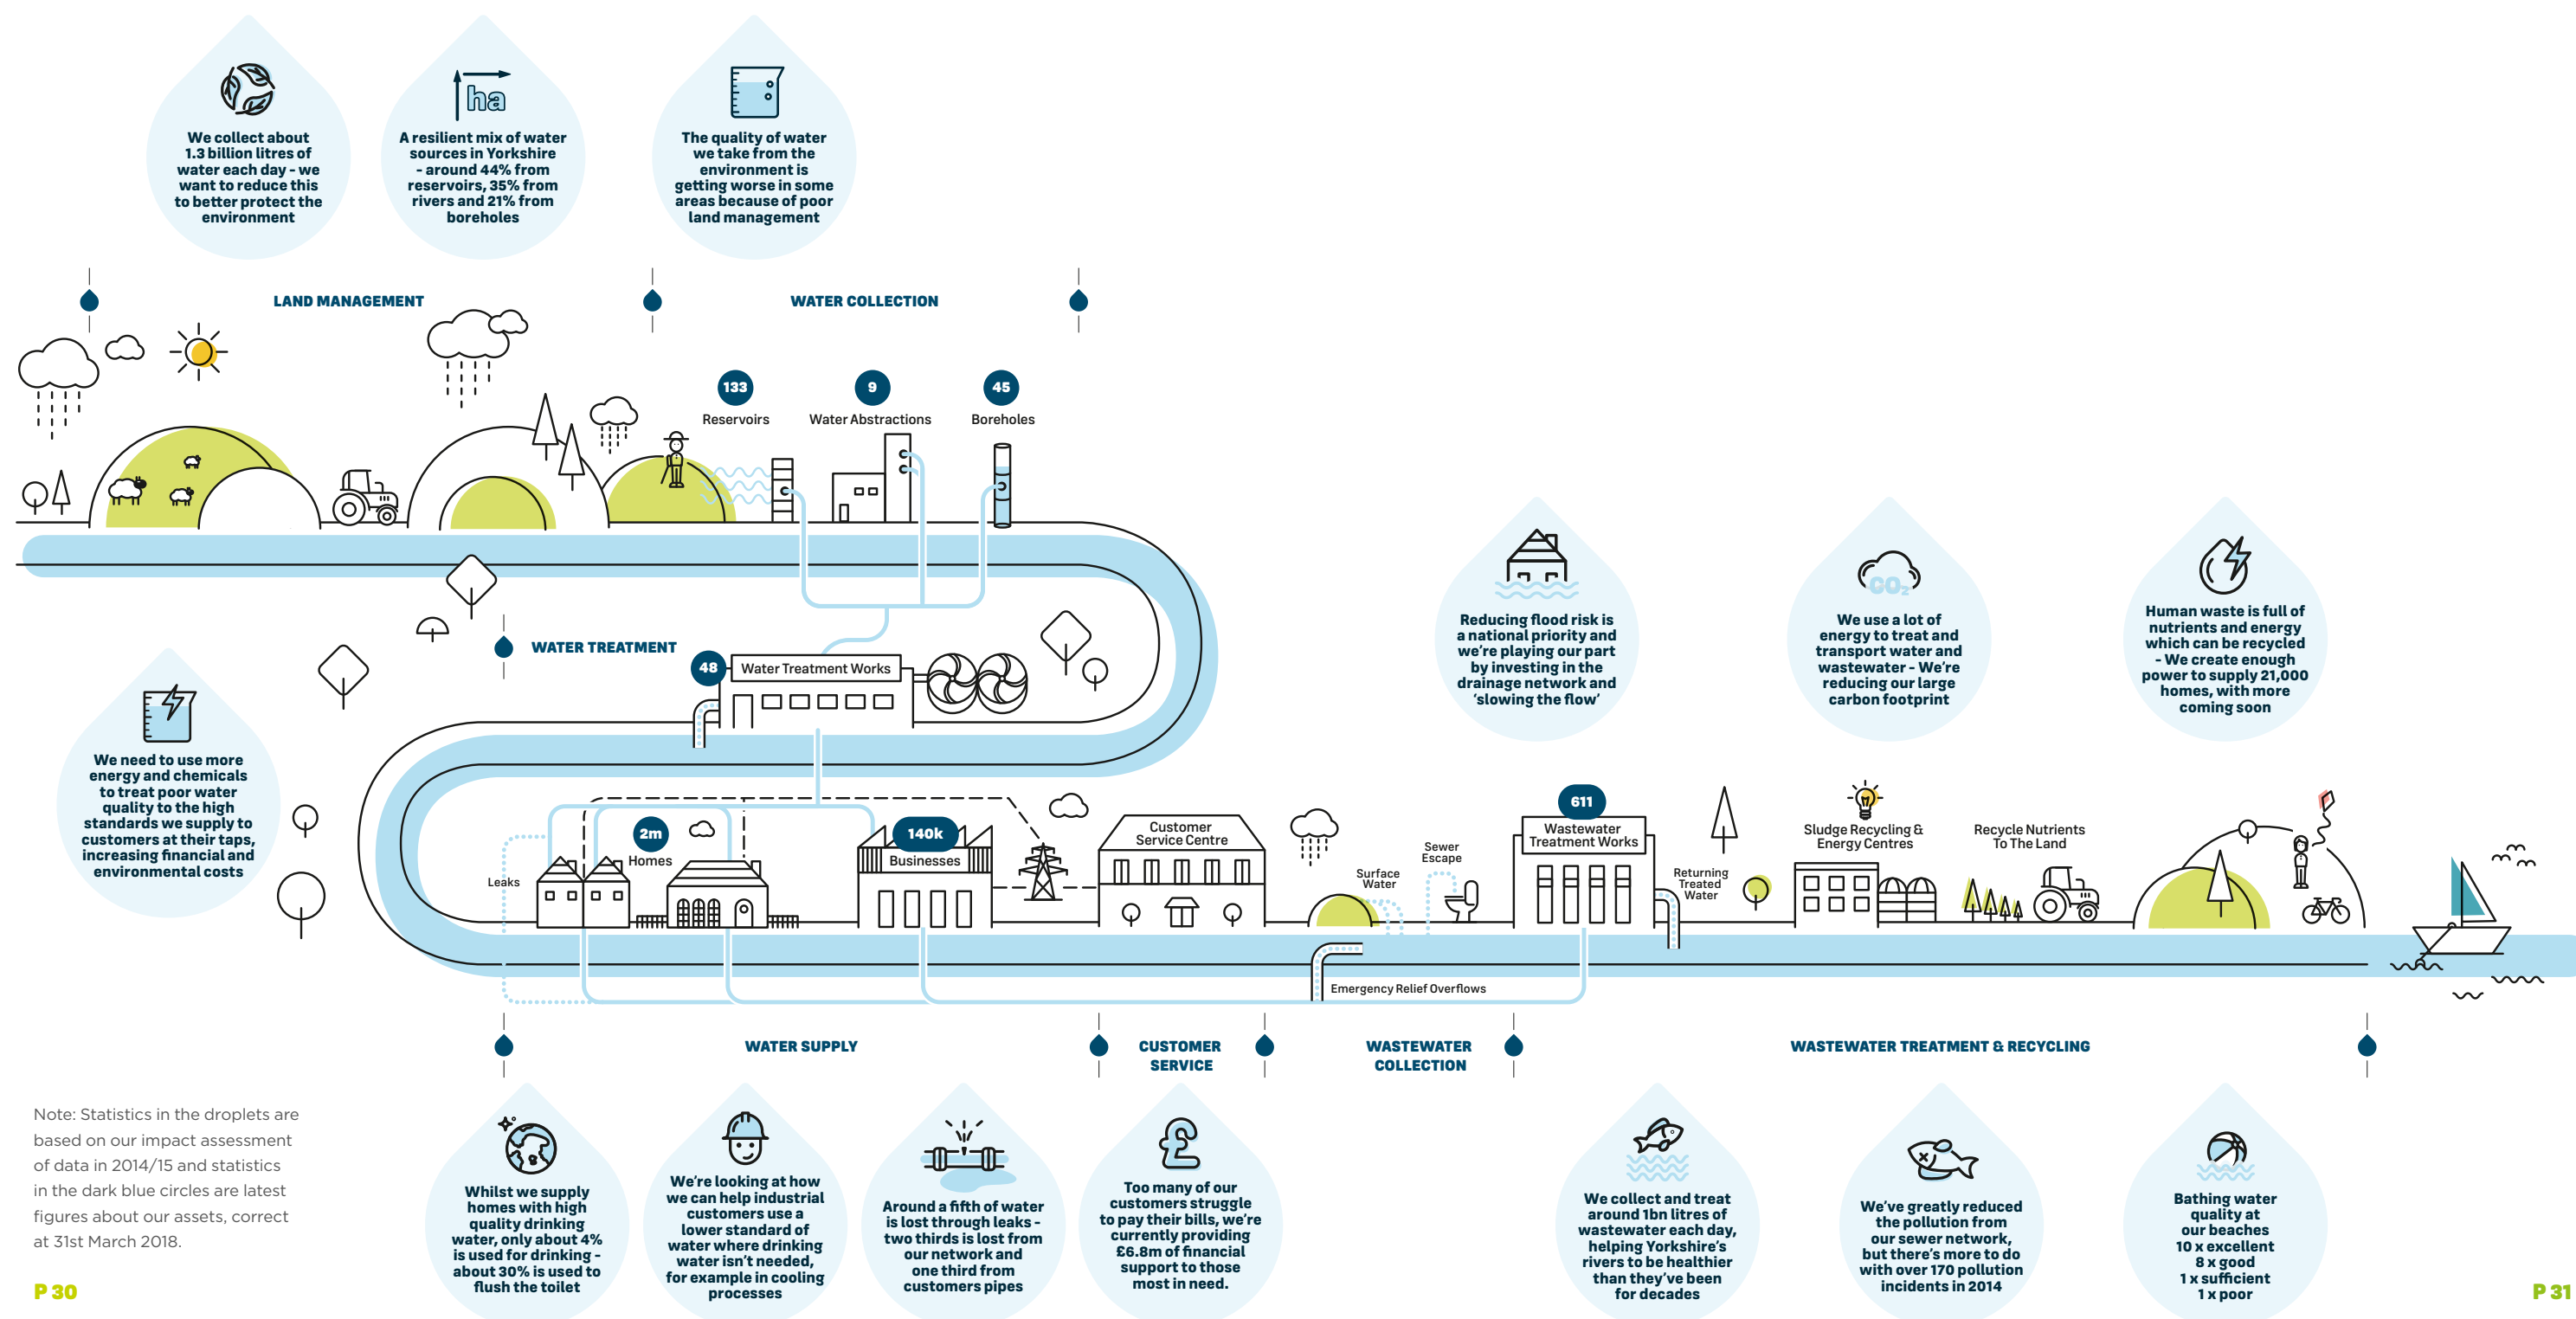 We collect about
1.3 billion litres of
water each day - we
want to reduce this
to better protect the
environment
ha
A resilient mix of water
sources in Yorkshire
- around 44% from
reservoirs, 35% from
rivers and 21% from
boreholes
The quality of water
we take from the
environment is
getting worse in some
areas because of poor
land management
LAND MANAGEMENT
WATER COLLECTION
133
Reservoirs
9
Water Abstractions
45
Boreholes
WATER TREATMENT
48
Water Treatment Works
We need to use more
energy and chemicals
to treat poor water
quality to the high
standards we supply to
customers at their taps,
increasing financial and
environmental costs
Reducing flood risk is
a national priority and
we're playing our part
by investing in the
drainage network and
'slowing the flow'
CO₂
We use a lot of
energy to treat and
transport water and
wastewater - We're
reducing our large
carbon footprint
Human waste is full of
nutrients and energy
which can be recycled
- We create enough
power to supply 21,000
homes, with more
coming soon
Leaks
2m
Homes
140k
Businesses
Customer
Service Centre
Surface
Water
Sewer
Escape
611
Wastewater
Treatment Works
Returning
Treated
Water
Sludge Recycling &
Energy Centres
Recycle Nutrients
To The Land
Emergency Relief Overflows
WATER SUPPLY
CUSTOMER
SERVICE
WASTEWATER
COLLECTION
WASTEWATER TREATMENT & RECYCLING
Note: Statistics in the droplets are
based on our impact assessment
of data in 2014/15 and statistics
in the dark blue circles are latest
figures about our assets, correct
at 31st March 2018.
Whilst we supply
homes with high
quality drinking
water, only about 4%
is used for drinking -
about 30% is used to
flush the toilet
We're looking at how
we can help industrial
customers use a
lower standard of
water where drinking
water isn't needed,
for example in cooling
processes
Around a fifth of water
is lost through leaks -
two thirds is lost from
our network and
one third from
customers pipes
£
Too many of our
customers struggle
to pay their bills, we're
currently providing
£6.8m of financial
support to those
most in need.
We collect and treat
around 1bn litres of
wastewater each day,
helping Yorkshire's
rivers to be healthier
than they've been
for decades
We've greatly reduced
the pollution from
our sewer network,
but there's more to do
with over 170 pollution
incidents in 2014
Bathing water
quality at
our beaches
10 x excellent
8 x good
1 x sufficient
1 x poor
P 30
P 31